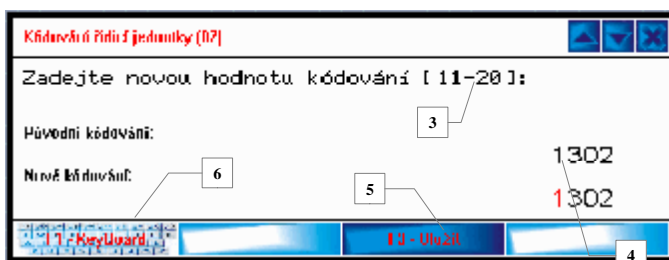 Kódování řídicí jednotky (07)
Zadejte novou hodnotu kódování [11-20]:
3
Původní kódování:
1302
Nové kódování:
6
5
1302
F1 - Keyboard
F3 - Uložit
4